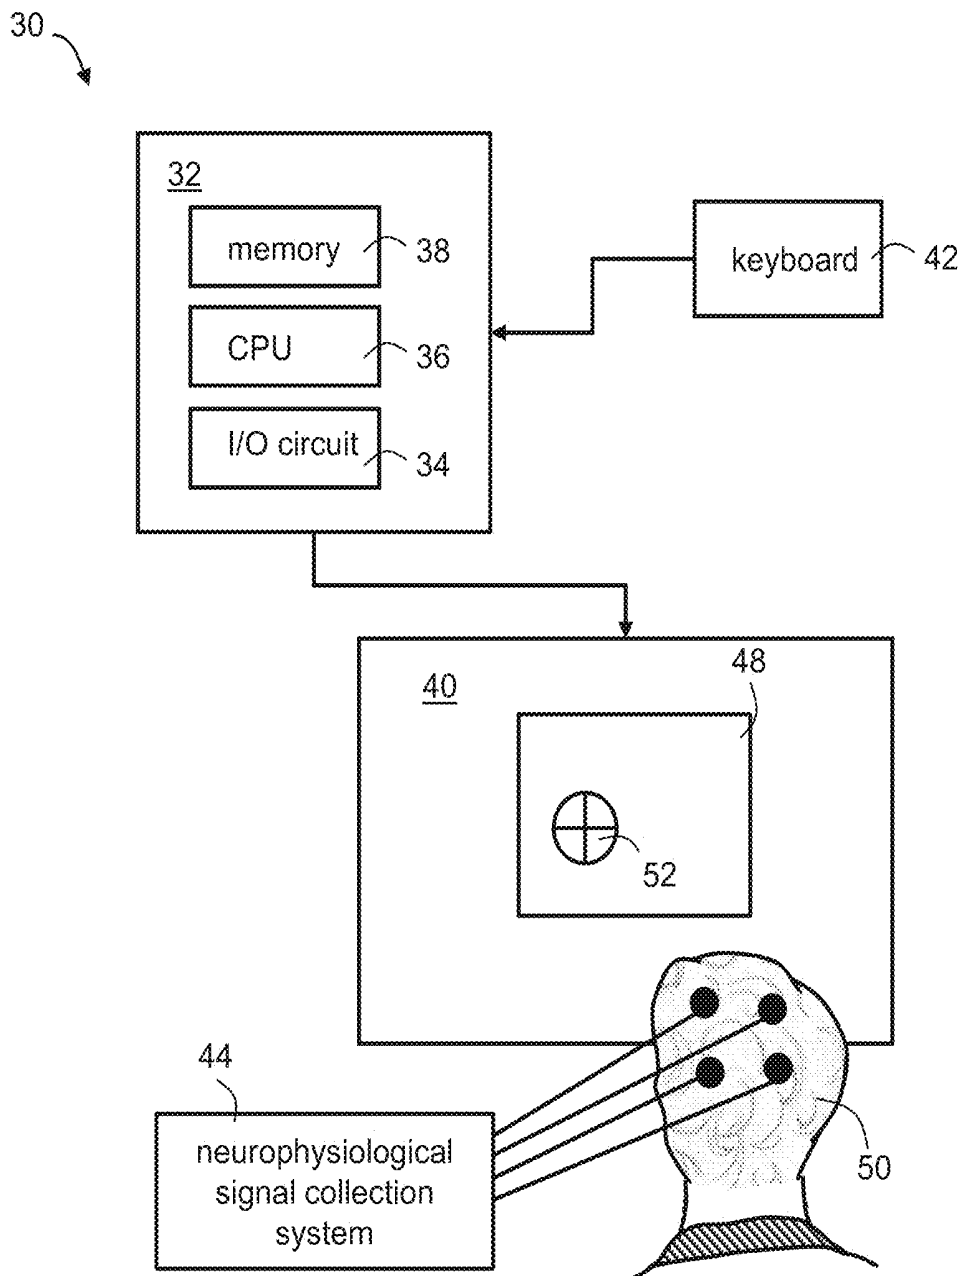 30
32
memory
38
keyboard
42
CPU
36
I/O circuit
34
40
48
52
44
neurophysiological
signal collection
system
50